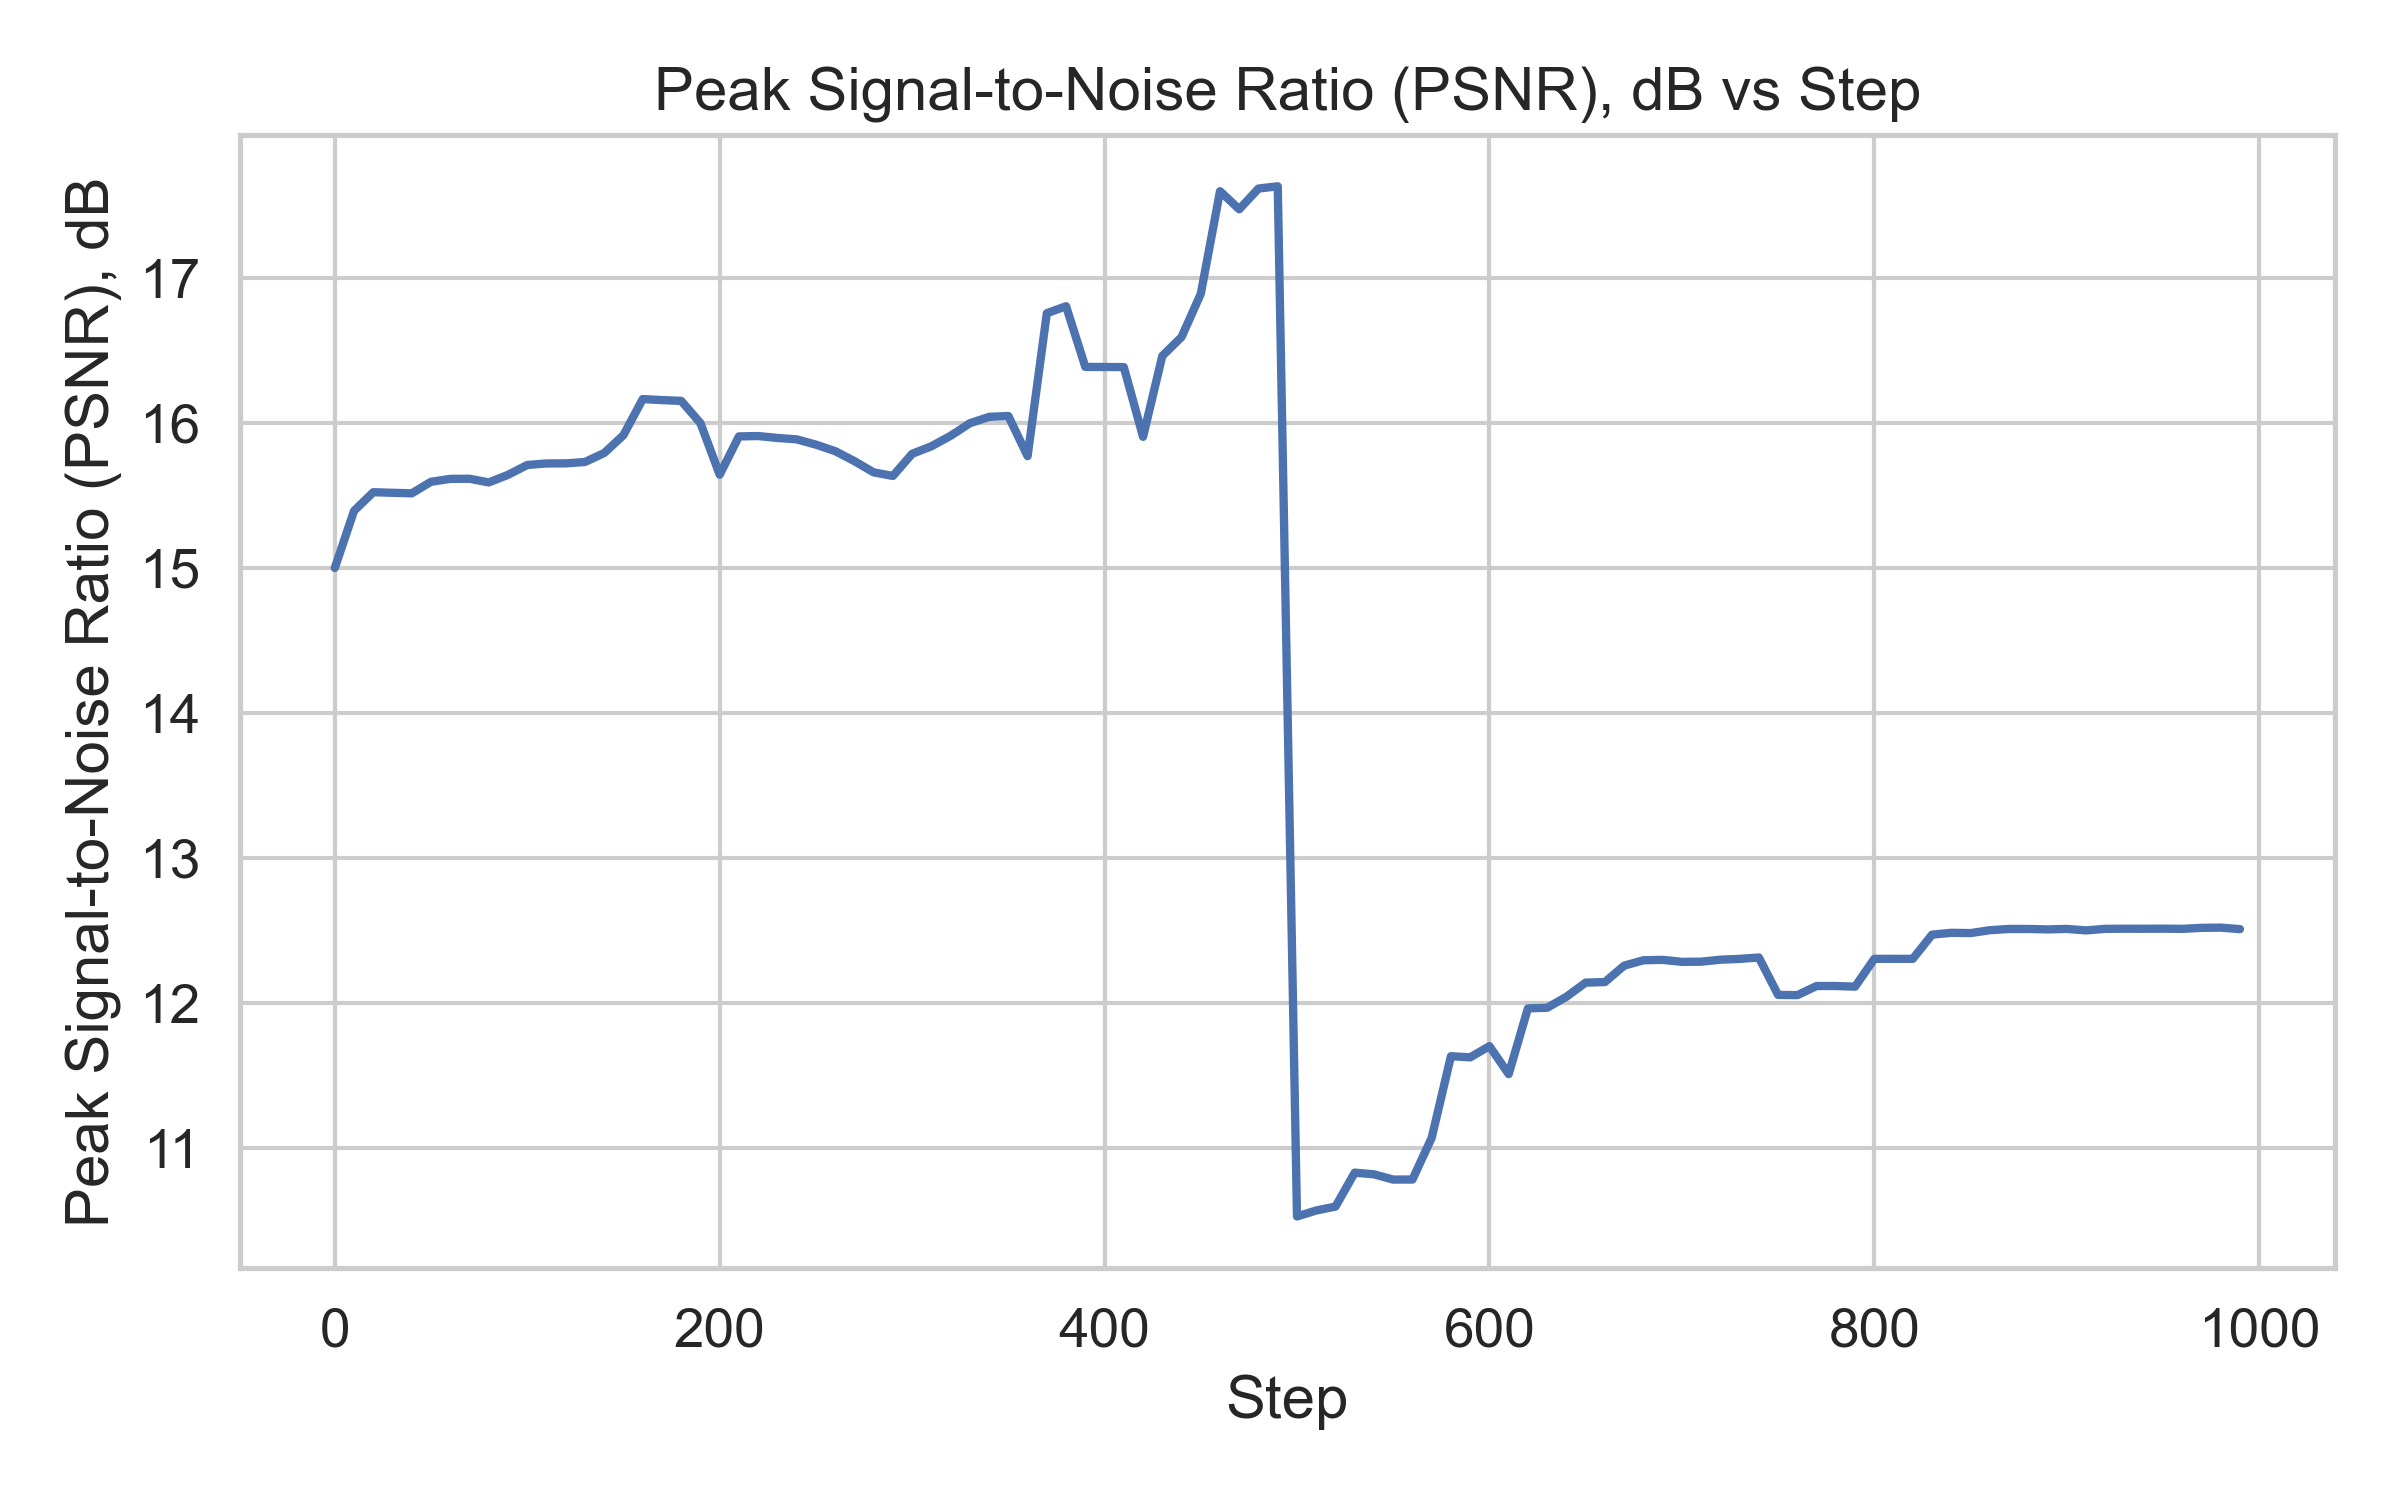 Peak Signal-to-Noise Ratio (PSNR), dB vs Step
Peak Signal-to-Noise Ratio (PSNR), dB
17
16
15
14
13
12
11
0 200 400 600 800 1000
Step